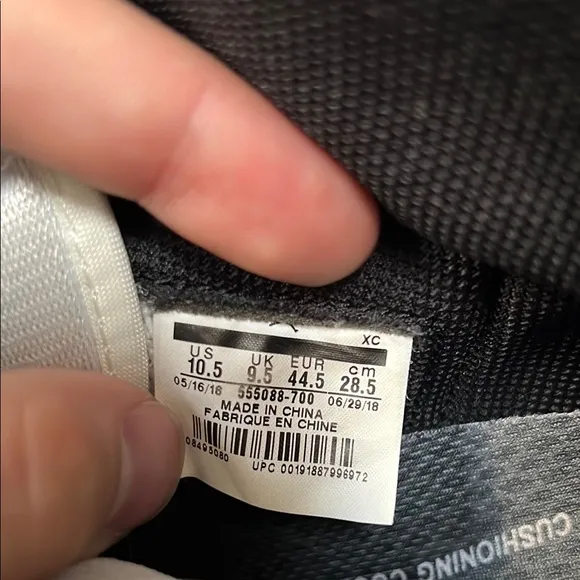 XC
US UK EUR cm
10.5 9.5 44.5 28.5
05/16/18 555088-700 06/29/18
MADE IN CHINA
FABRIQUE EN CHINE
08495080
UPC 00191887996972
CUSHIONING